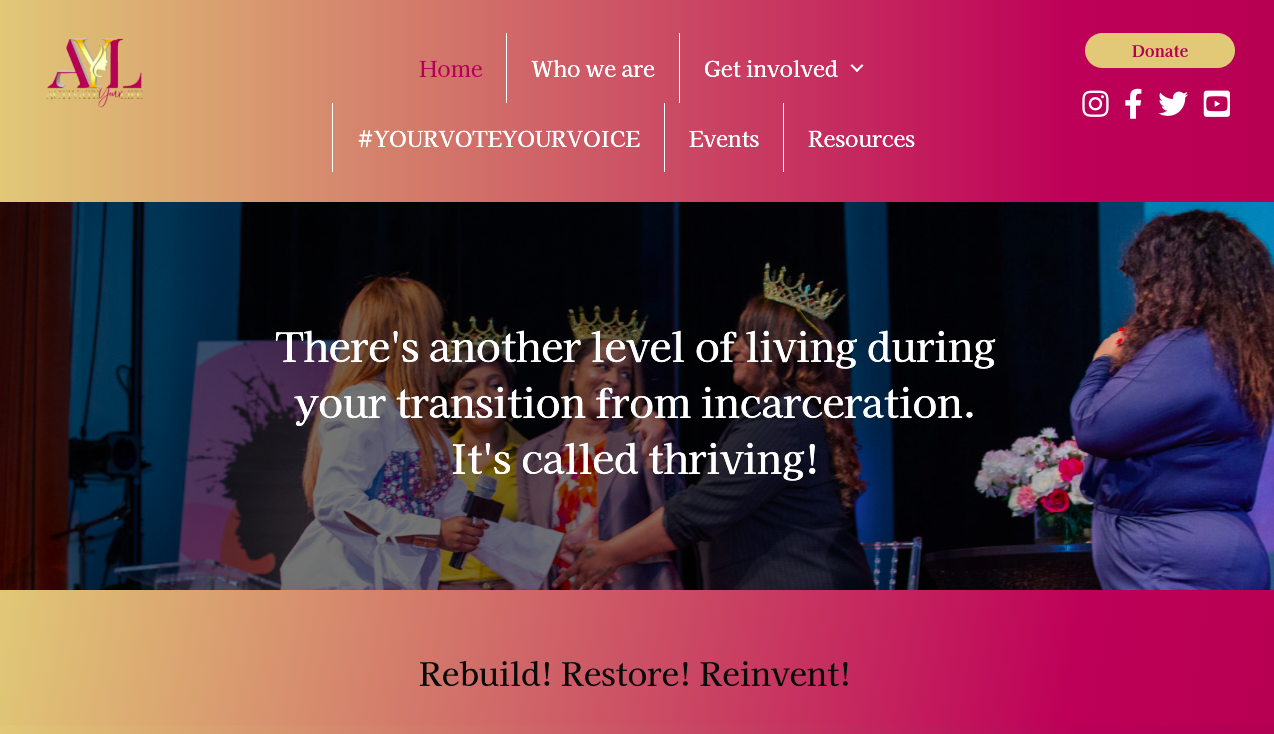 AYL
Your
Home
Who we are
Get involved
Donate
#YOURVOTEYOURVOICE
Events
Resources
There's another level of living during
your transition from incarceration.
It's called thriving!
Rebuild! Restore! Reinvent!